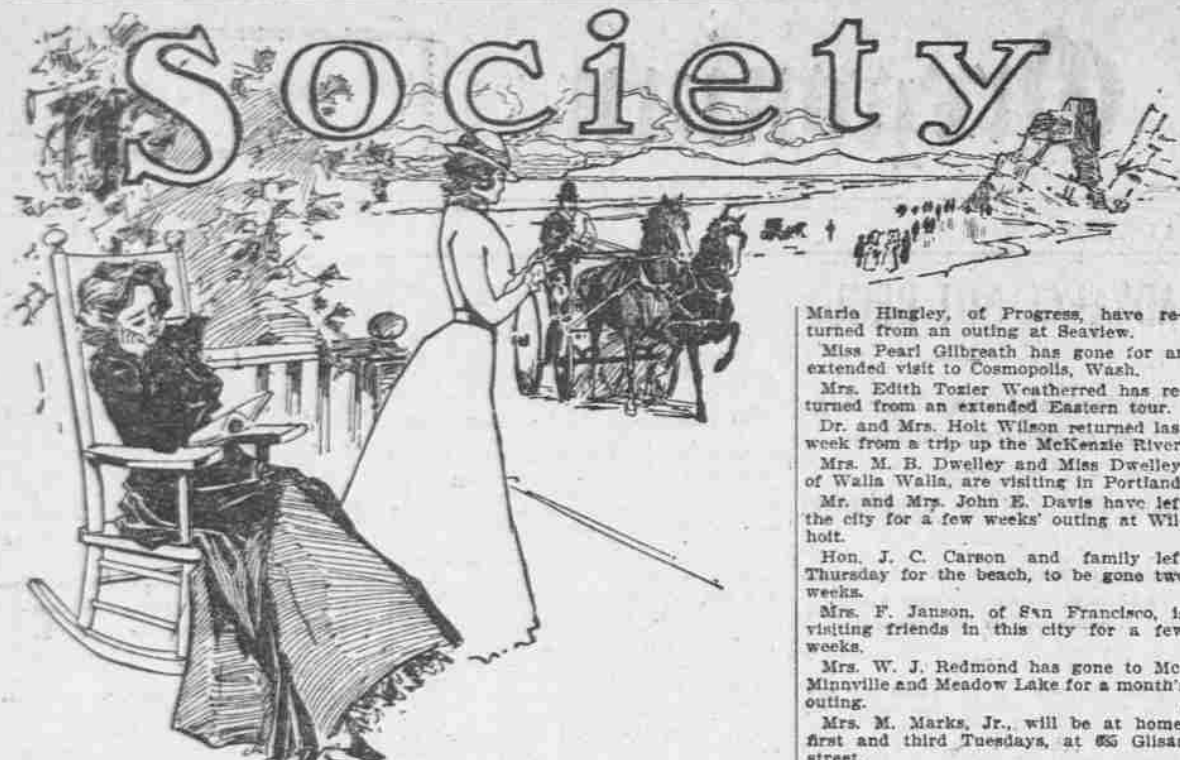 Society
Marie Hingley, of Progress, have re-
turned from an outing at Seaview.
Miss Pearl Gilbreath has gone for an
extended visit to Cosmopolis, Wash.
Mrs. Edith Tozier Weatherred has re-
turned from an extended Eastern tour.
Dr. and Mrs. Holt Wilson returned las
week from a trip up the McKenzie River
Mrs. M. B. Dwelley and Miss Dwelley
of Walla Walla, are visiting in Portland
Mr. and Mrs. John E. Davis have lef
the city for a few weeks' outing at Wil
hoit.
Hon. J. C. Carson and family lef
Thursday for the beach, to be gone two
weeks.
Mrs. F. Janson, of San Francisco, i
visiting friends in this city for a few
weeks.
Mrs. W. J. Redmond has gone to Mc
Minnville and Meadow Lake for a month'
outing.
Mrs. M. Marks, Jr., will be at home
first and third Tuesdays, at 695 Glisan
street.